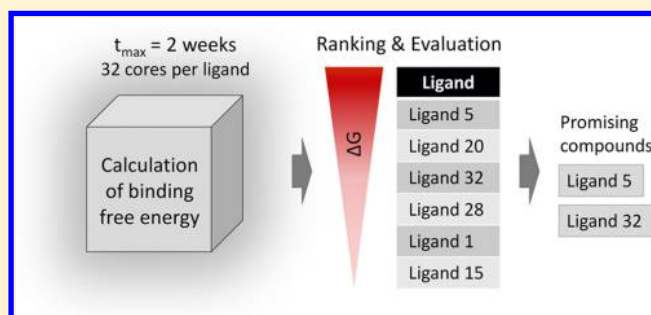 t_max = 2 weeks
32 cores per ligand
Calculation
of binding
free energy
Ranking & Evaluation
ΔG
Ligand
Ligand 5
Ligand 20
Ligand 32
Ligand 28
Ligand 1
Ligand 15
Promising
compounds
Ligand 5
Ligand 32